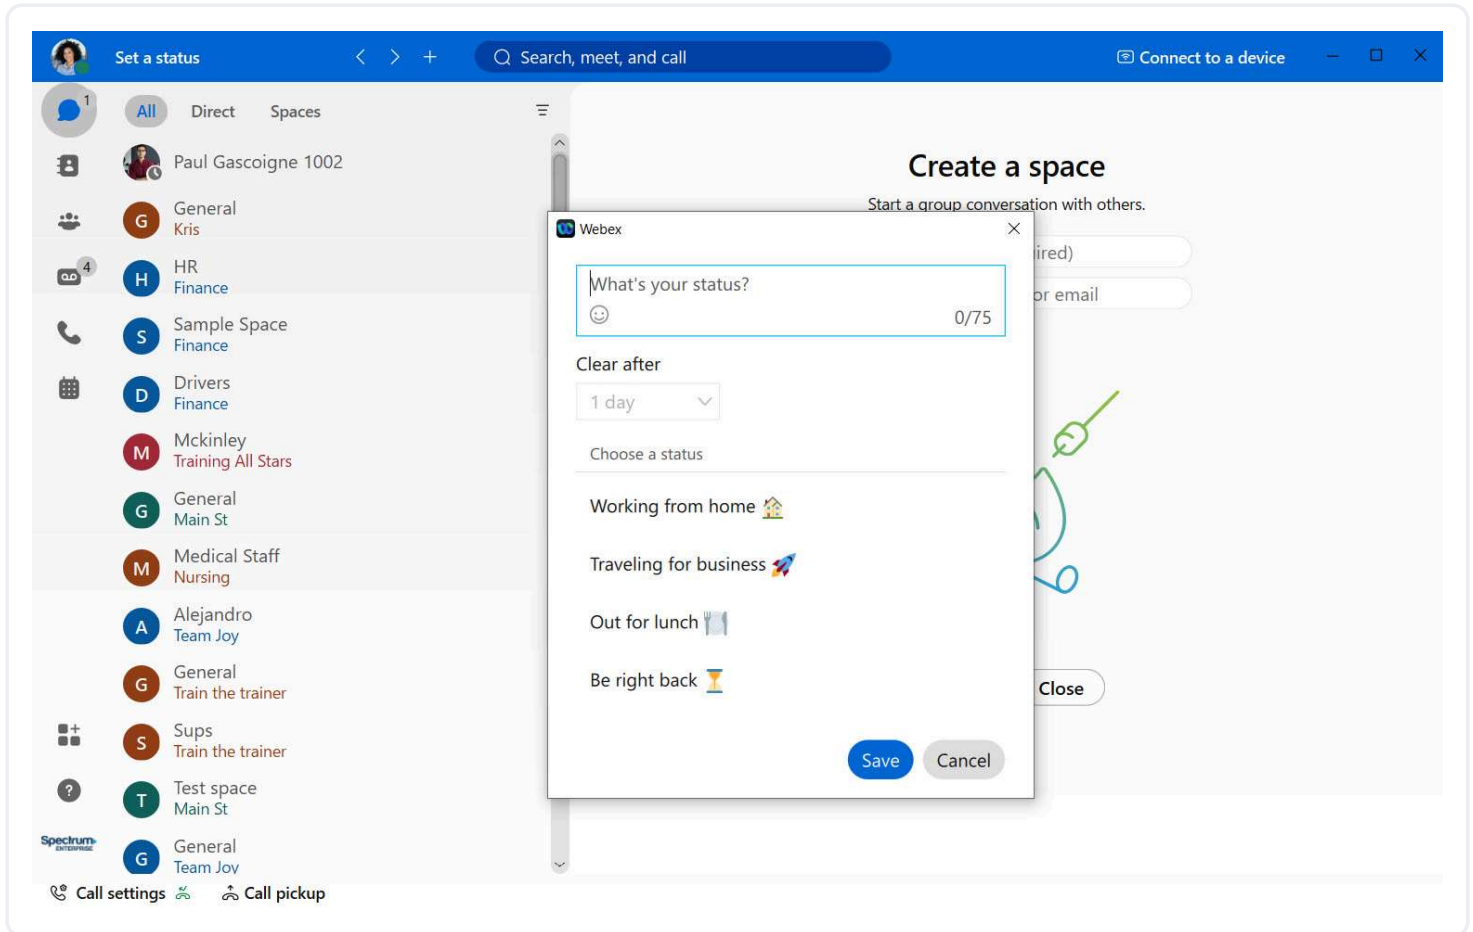 Set a status
Search, meet, and call
Connect to a device
1
All
Direct
Spaces
Paul Gascoigne 1002
G
General
Kris
4
H
HR
Finance
S
Sample Space
Finance
D
Drivers
Finance
M
Mckinley
Training All Stars
G
General
Main St
M
Medical Staff
Nursing
A
Alejandro
Team Joy
G
General
Train the trainer
S
Sups
Train the trainer
?
T
Test space
Main St
Spectrum
ENTERPRISE
G
General
Team Joy
Call settings
Call pickup
Create a space
Start a group conversation with others.
ired)
or email
Close
Webex
What's your status?
0/75
Clear after
1 day
Choose a status
Working from home
Traveling for business
Out for lunch
Be right back
Save
Cancel